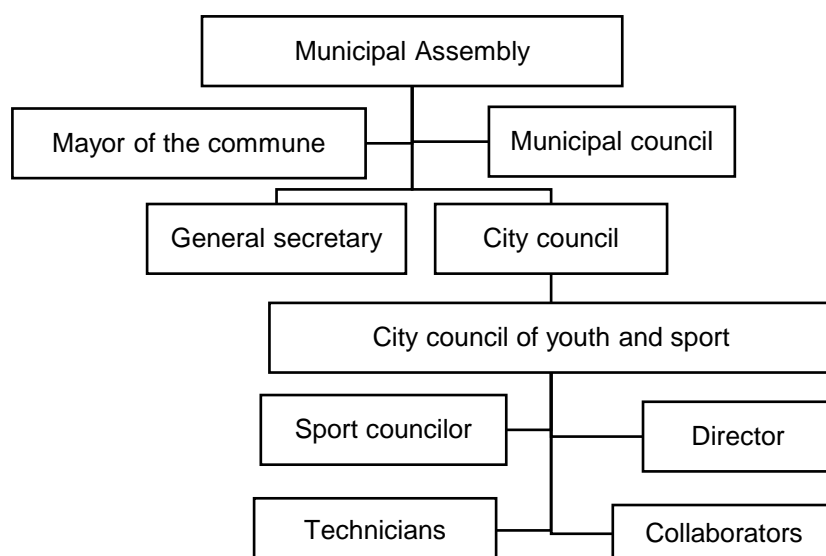 Municipal Assembly
Mayor of the commune
Municipal council
General secretary
City council
City council of youth and sport
Sport councilor
Director
Technicians
Collaborators